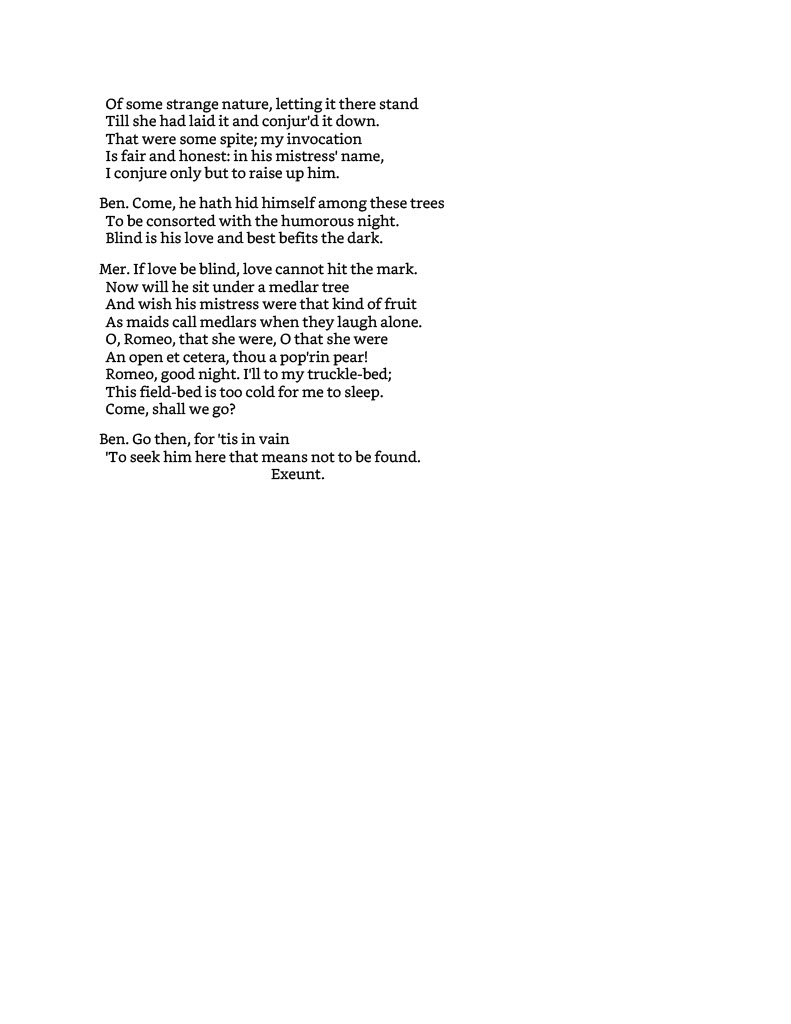 Of some strange nature, letting it there stand
Till she had laid it and conjur'd it down.
That were some spite; my invocation
Is fair and honest: in his mistress' name,
I conjure only but to raise up him.
Ben. Come, he hath hid himself among these trees
To be consorted with the humorous night.
Blind is his love and best befits the dark.
Mer. If love be blind, love cannot hit the mark.
Now will he sit under a medlar tree
And wish his mistress were that kind of fruit
As maids call medlars when they laugh alone.
O, Romeo, that she were, O that she were
An open et cetera, thou a pop'rin pear!
Romeo, good night. I'll to my truckle-bed;
This field-bed is too cold for me to sleep.
Come, shall we go?
Ben. Go then, for 'tis in vain
'To seek him here that means not to be found.
Exeunt.